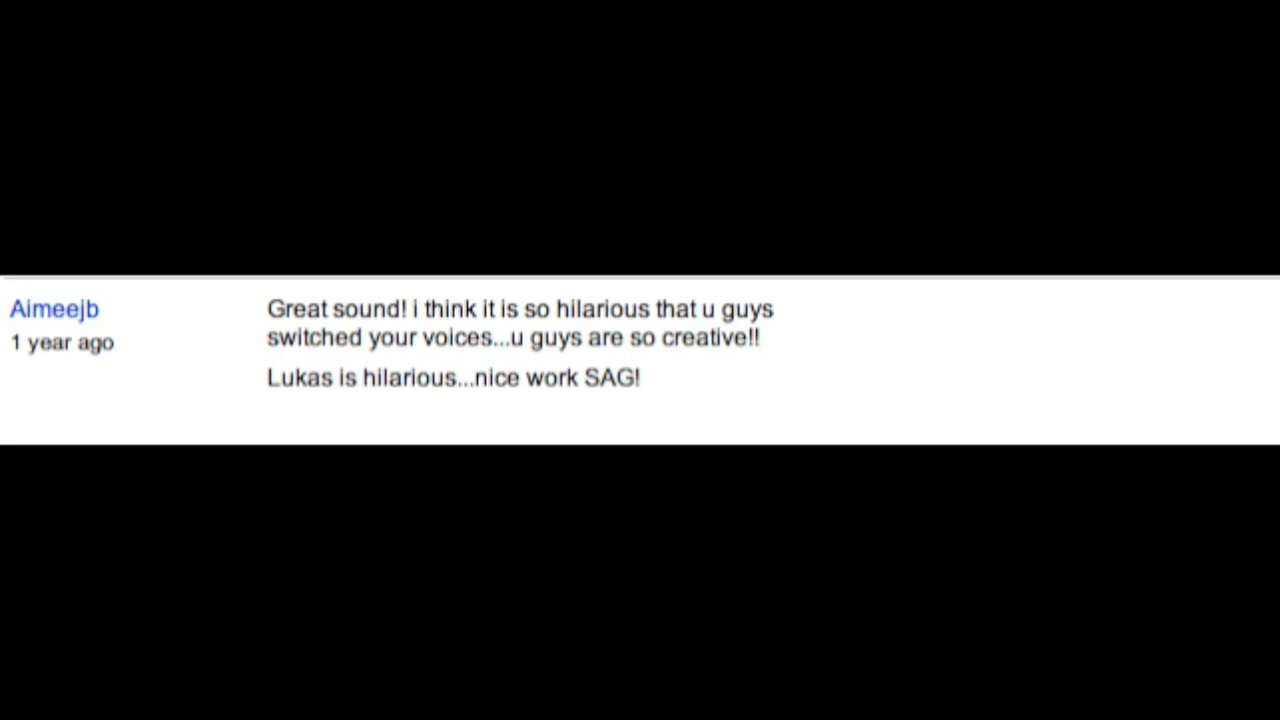 Aimeejb
1 year ago
Great sound! i think it is so hilarious that u guys
switched your voices...u guys are so creative!!
Lukas is hilarious...nice work SAG!